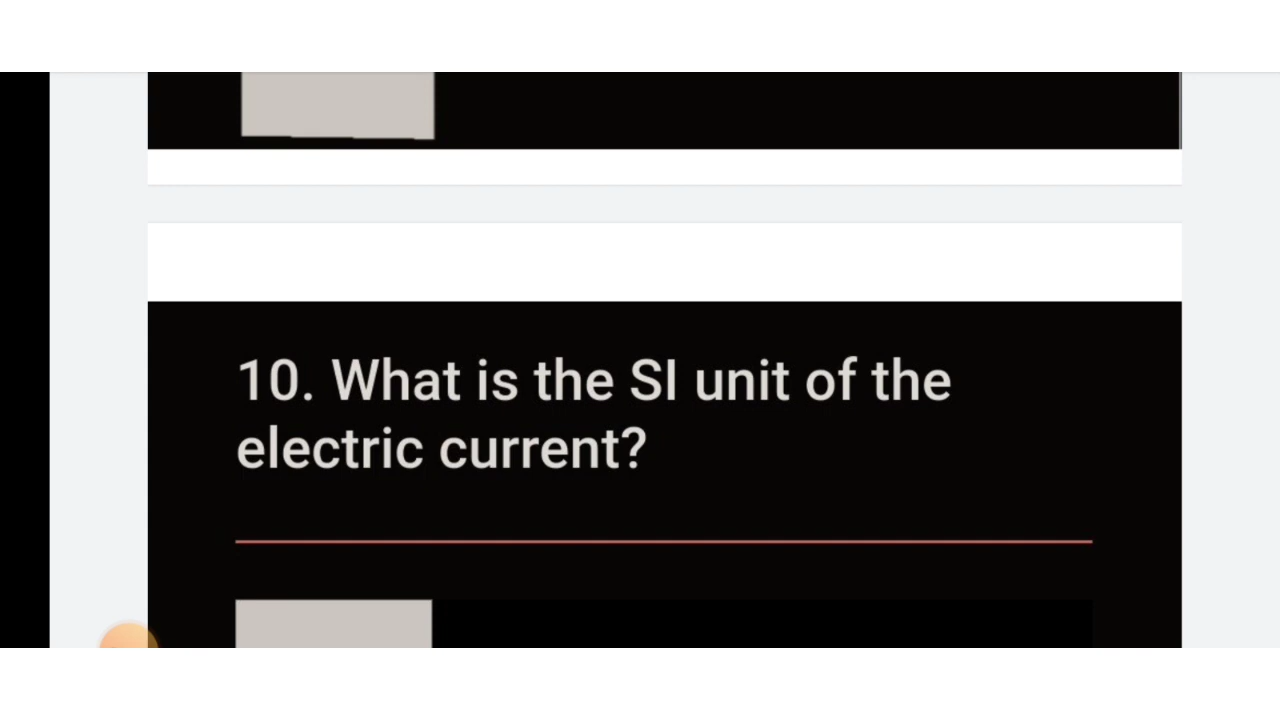 10. What is the SI unit of the
electric current?